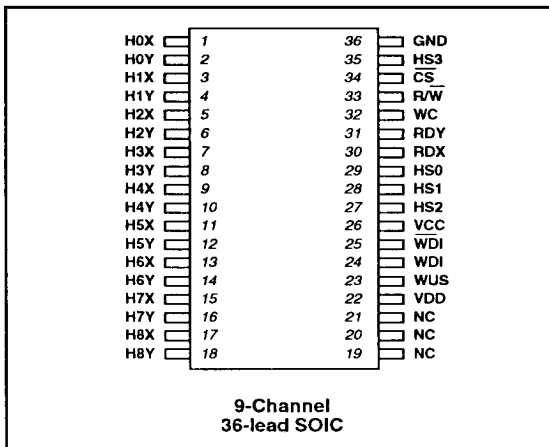 H0X 1 36 GND
H0Y 2 35 HS3
H1X 3 34 C̅S̅
H1Y 4 33 R/W̅
H2X 5 32 WC
H2Y 6 31 RDY
H3X 7 30 RDX
H3Y 8 29 HS0
H4X 9 28 HS1
H4Y 10 27 HS2
H5X 11 26 VCC
H5Y 12 25 W̅D̅I̅
H6X 13 24 WDI
H6Y 14 23 WUS
H7X 15 22 VDD
H7Y 16 21 NC
H8X 17 20 NC
H8Y 18 19 NC
9-Channel
36-lead SOIC